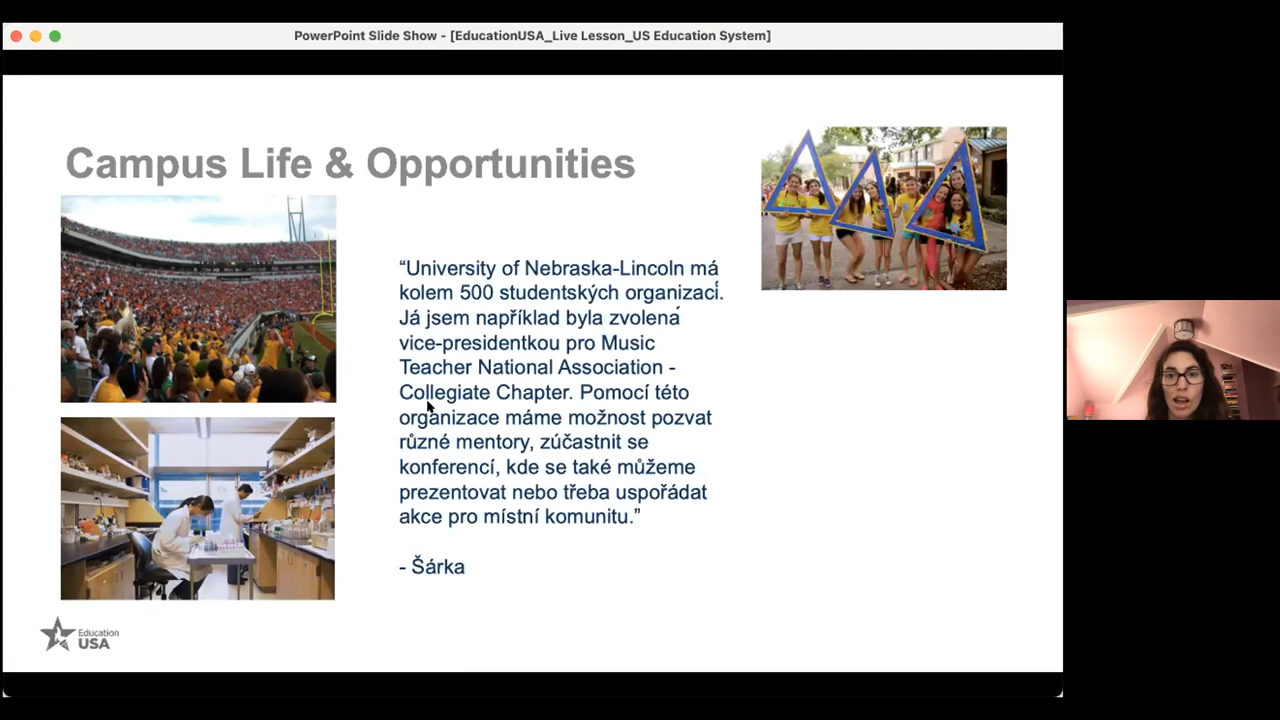 PowerPoint Slide Show - [EducationUSA_Live Lesson_US Education System]
Campus Life & Opportunities
“University of Nebraska-Lincoln má
kolem 500 studentských organizací.
Já jsem například byla zvolená
vice-presidentkou pro Music
Teacher National Association -
Collegiate Chapter. Pomocí této
organizace máme možnost pozvat
různé mentory, zúčastnit se
konferencí, kde se také můžeme
prezentovat nebo třeba uspořádat
akce pro místní komunitu.”
- Šárka
Education
USA